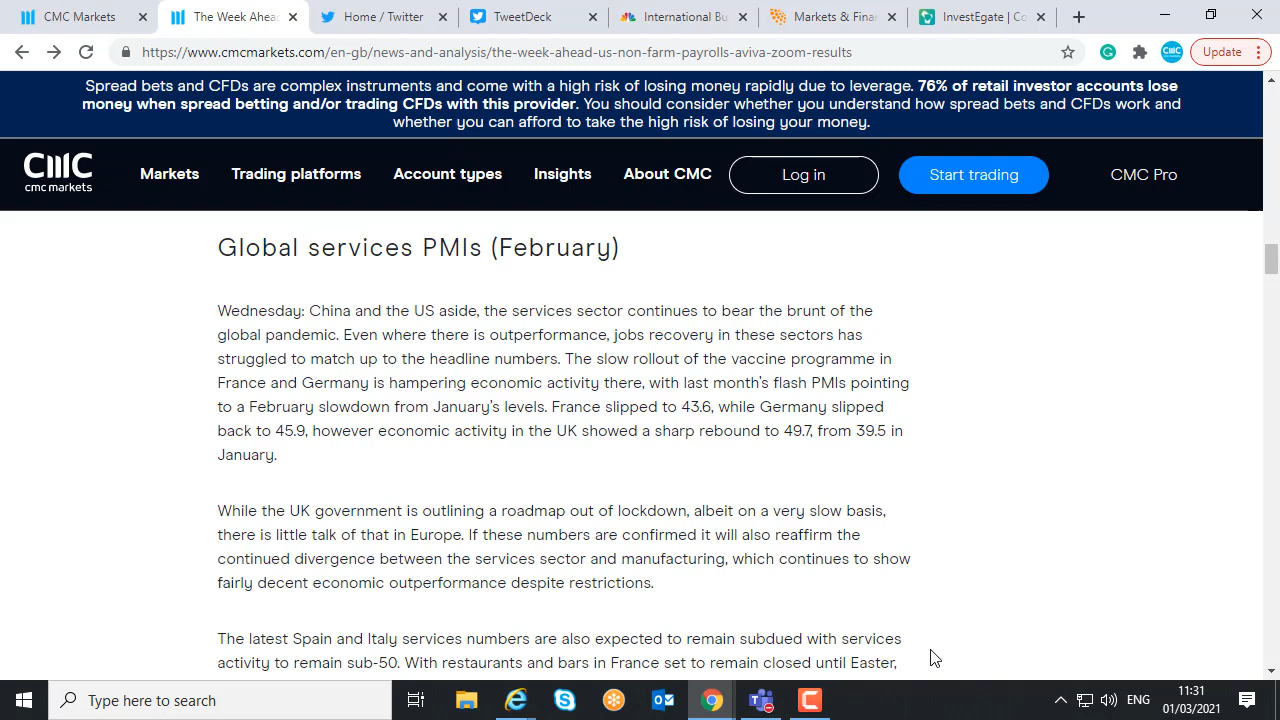 CMC Markets
The Week Ahea
Home / Twitter
TweetDeck
International Bu
Markets & Finan
InvestEgate | Co
https://www.cmcmarkets.com/en-gb/news-and-analysis/the-week-ahead-us-non-farm-payrolls-aviva-zoom-results
Update
Spread bets and CFDs are complex instruments and come with a high risk of losing money rapidly due to leverage. 76% of retail investor accounts lose
money when spread betting and/or trading CFDs with this provider. You should consider whether you understand how spread bets and CFDs work and
whether you can afford to take the high risk of losing your money.
CMC
cmc markets
Markets
Trading platforms
Account types
Insights
About CMC
Log in
Start trading
CMC Pro
Global services PMIs (February)
Wednesday: China and the US aside, the services sector continues to bear the brunt of the
global pandemic. Even where there is outperformance, jobs recovery in these sectors has
struggled to match up to the headline numbers. The slow rollout of the vaccine programme in
France and Germany is hampering economic activity there, with last month's flash PMIs pointing
to a February slowdown from January's levels. France slipped to 43.6, while Germany slipped
back to 45.9, however economic activity in the UK showed a sharp rebound to 49.7, from 39.5 in
January.
While the UK government is outlining a roadmap out of lockdown, albeit on a very slow basis,
there is little talk of that in Europe. If these numbers are confirmed it will also reaffirm the
continued divergence between the services sector and manufacturing, which continues to show
fairly decent economic outperformance despite restrictions.
The latest Spain and Italy services numbers are also expected to remain subdued with services
activity to remain sub-50. With restaurants and bars in France set to remain closed until Easter,
Type here to search
ENG
11:31
01/03/2021